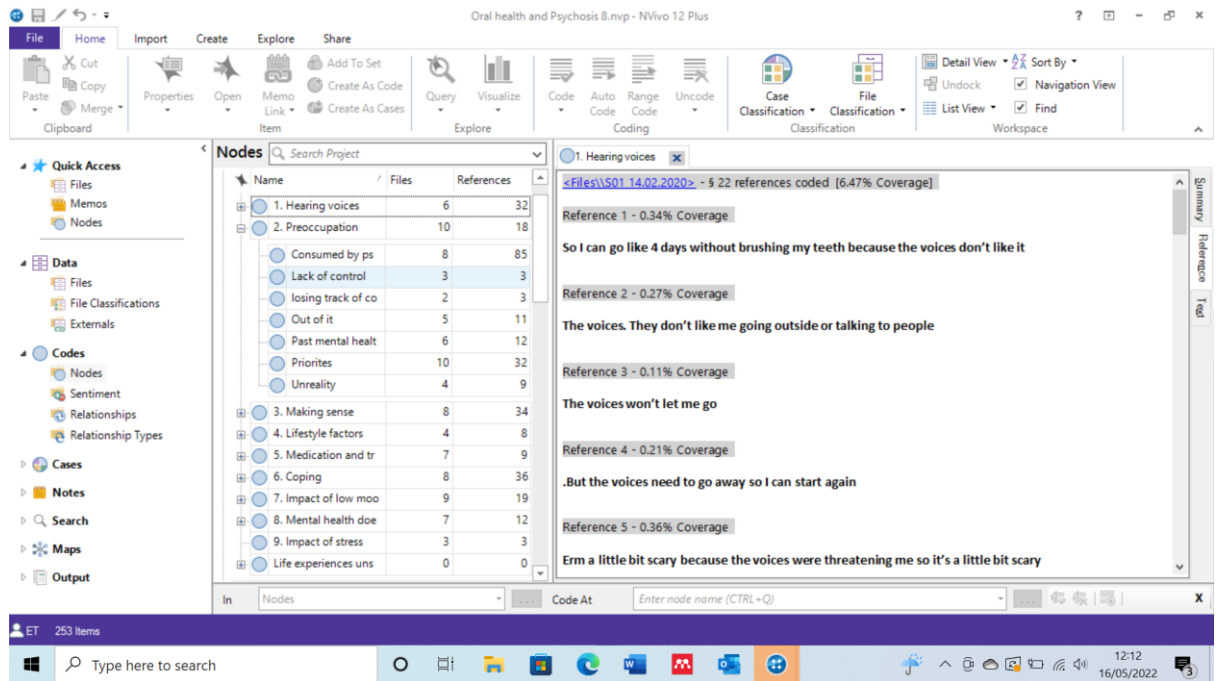 Oral health and Psychosis 8.nvp - NVivo 12 Plus
File Home Import Create Explore Share
Paste Cut Copy Merge
Clipboard
Properties Open Memo Link Add To Set Create As Code Create As Cases
Item
Query Visualize
Explore
Code Auto Code Range Code Uncode
Coding
Case Classification File Classification
Classification
Detail View Sort By
Undock Navigation View
List View Find
Workspace
Quick Access
Files
Memos
Nodes
Data
Files
File Classifications
Externals
Codes
Nodes
Sentiment
Relationships
Relationship Types
Cases
Notes
Search
Maps
Output
Nodes Search Project
Name Files References
1. Hearing voices 6 32
2. Preoccupation 10 18
Consumed by ps 8 85
Lack of control 3 3
losing track of co 2 3
Out of it 5 11
Past mental healt 6 12
Priorites 10 32
Unreality 4 9
3. Making sense 8 34
4. Lifestyle factors 4 8
5. Medication and tr 7 9
6. Coping 8 36
7. Impact of low moo 9 19
8. Mental health doe 7 12
9. Impact of stress 3 3
Life experiences uns 0 0
1. Hearing voices
<Files\\S01 14.02.2020> - § 22 references coded [6.47% Coverage]
Reference 1 - 0.34% Coverage
So I can go like 4 days without brushing my teeth because the voices don't like it
Reference 2 - 0.27% Coverage
The voices. They don't like me going outside or talking to people
Reference 3 - 0.11% Coverage
The voices won't let me go
Reference 4 - 0.21% Coverage
.But the voices need to go away so I can start again
Reference 5 - 0.36% Coverage
Erm a little bit scary because the voices were threatening me so it's a little bit scary
Summary
Reference
Text
In Nodes ... Code At Enter node name (CTRL+Q) ... X
ET 253 Items
Type here to search
12:12
16/05/2022
3